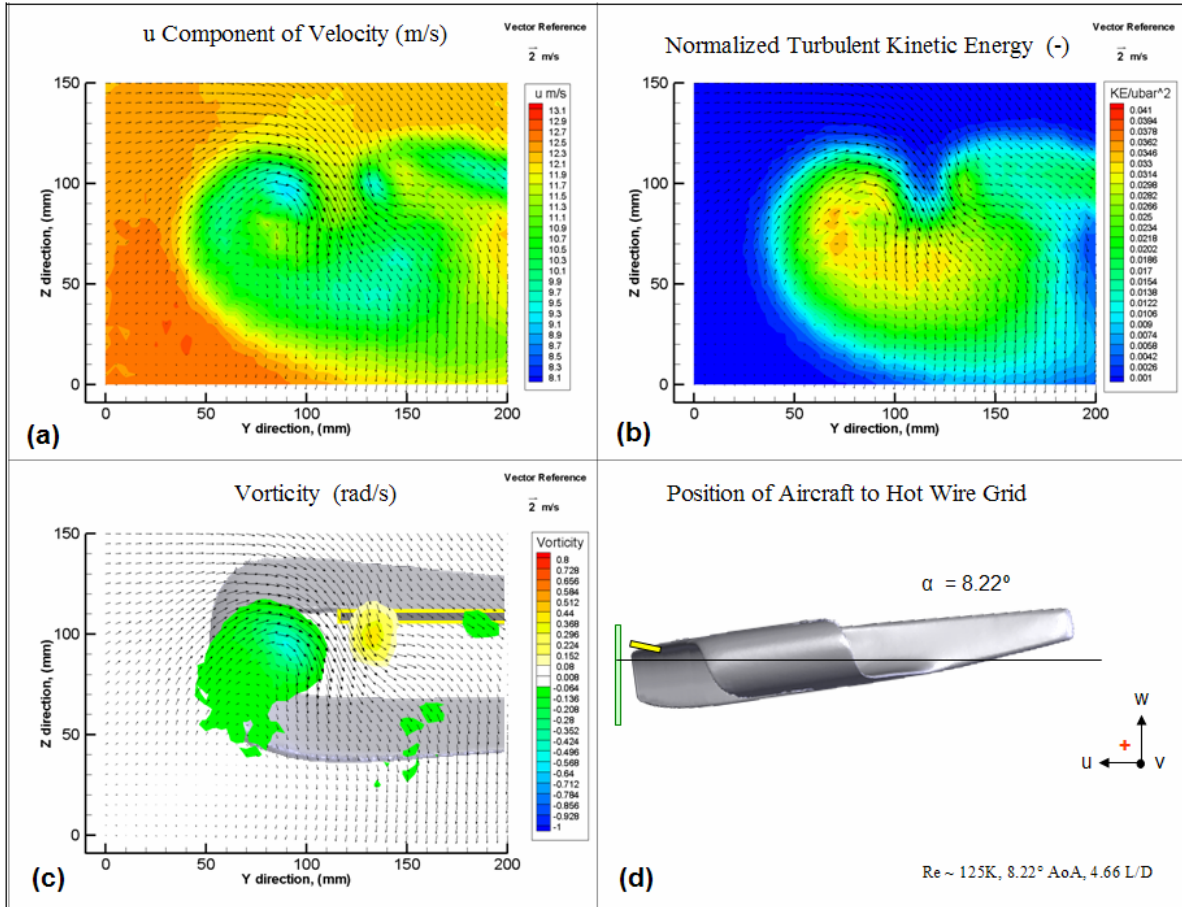 u Component of Velocity (m/s)
Vector Reference
2 m/s
u m/s
13.1
12.9
12.7
12.5
12.3
12.1
11.9
11.7
11.5
11.3
11.1
10.9
10.7
10.5
10.3
10.1
9.9
9.7
9.5
9.3
9.1
8.9
8.7
8.5
8.3
8.1
Z direction, (mm)
150
100
50
0
0 50 100 150 200
Y direction, (mm)
(a)
Normalized Turbulent Kinetic Energy (-)
Vector Reference
2 m/s
KE/ubar^2
0.041
0.0394
0.0378
0.0362
0.0346
0.033
0.0314
0.0298
0.0282
0.0266
0.025
0.0234
0.0218
0.0202
0.0186
0.017
0.0154
0.0138
0.0122
0.0106
0.009
0.0074
0.0058
0.0042
0.0026
0.001
Z direction, (mm)
150
100
50
0
0 50 100 150 200
Y direction, (mm)
(b)
Vorticity (rad/s)
Vector Reference
2 m/s
Vorticity
0.8
0.728
0.656
0.584
0.512
0.44
0.368
0.296
0.224
0.152
0.08
0.008
-0.064
-0.136
-0.208
-0.28
-0.352
-0.424
-0.496
-0.568
-0.64
-0.712
-0.784
-0.856
-0.928
-1
Z direction, (mm)
150
100
50
0
0 50 100 150 200
Y direction, (mm)
(c)
Position of Aircraft to Hot Wire Grid
α = 8.22º
w
+
u
v
(d)
Re ~ 125K, 8.22° AoA, 4.66 L/D